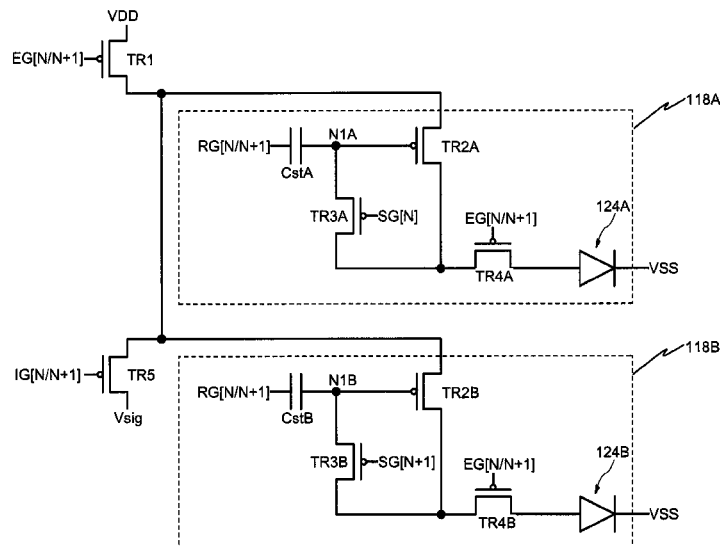 VDD
EG[N/N+1]
TR1
118A
N1A
RG[N/N+1]
CstA
TR2A
TR3A
SG[N]
EG[N/N+1]
124A
TR4A
VSS
IG[N/N+1]
TR5
Vsig
118B
N1B
RG[N/N+1]
CstB
TR2B
TR3B
SG[N+1]
EG[N/N+1]
124B
TR4B
VSS